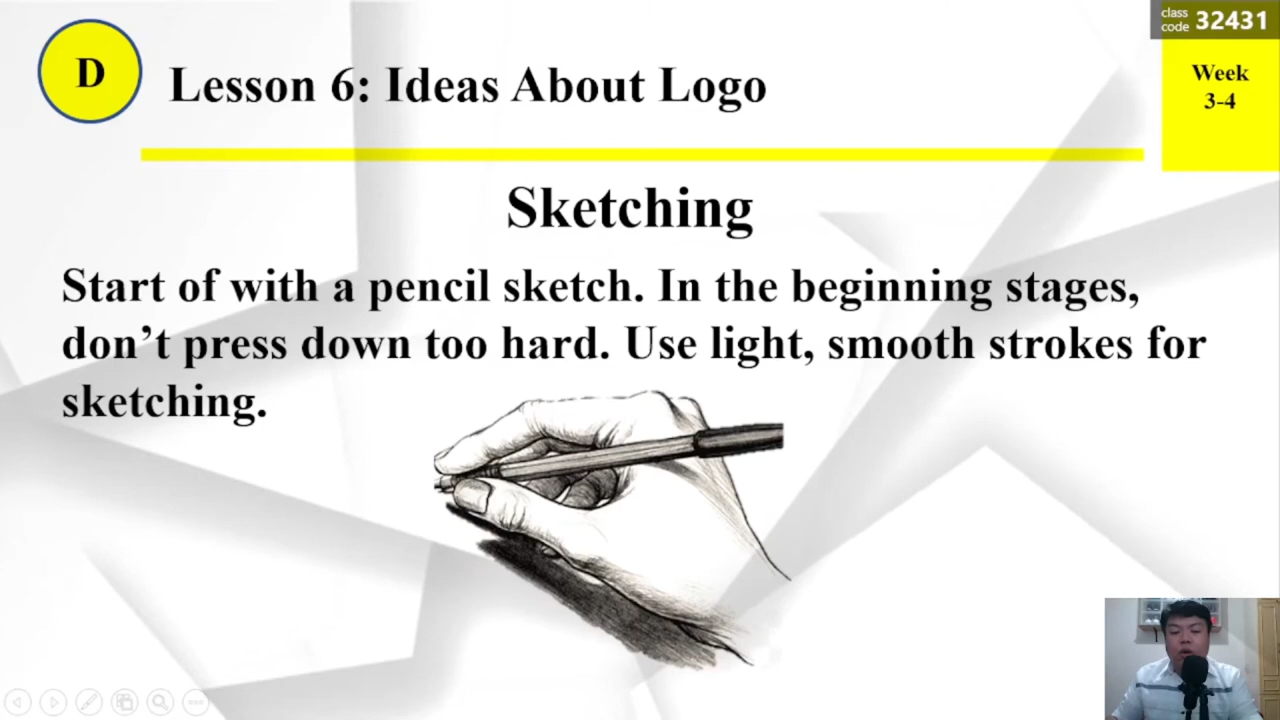 class
code 32431
D
Lesson 6: Ideas About Logo
Week
3-4
Sketching
Start of with a pencil sketch. In the beginning stages,
don’t press down too hard. Use light, smooth strokes for
sketching.